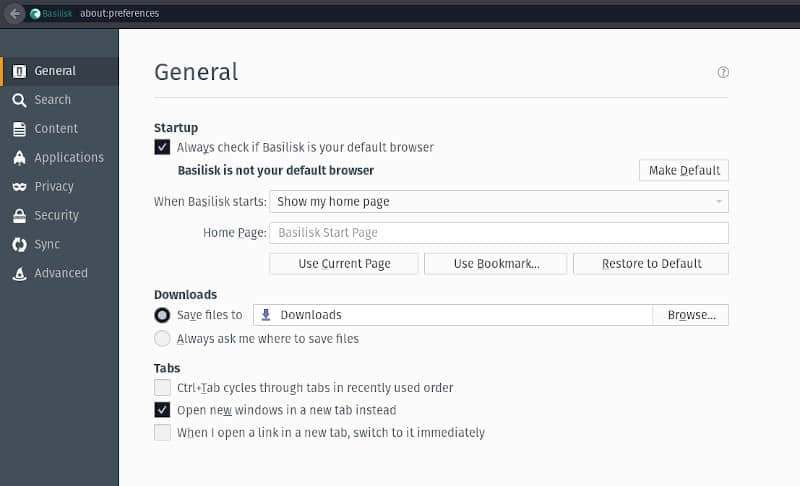 Basilisk about:preferences
General
Search
Content
Applications
Privacy
Security
Sync
Advanced
General
Startup
Always check if Basilisk is your default browser
Basilisk is not your default browser Make Default
When Basilisk starts: Show my home page
Home Page: Basilisk Start Page
Use Current Page Use Bookmark... Restore to Default
Downloads
Save files to Downloads Browse...
Always ask me where to save files
Tabs
Ctrl+Tab cycles through tabs in recently used order
Open new windows in a new tab instead
When I open a link in a new tab, switch to it immediately